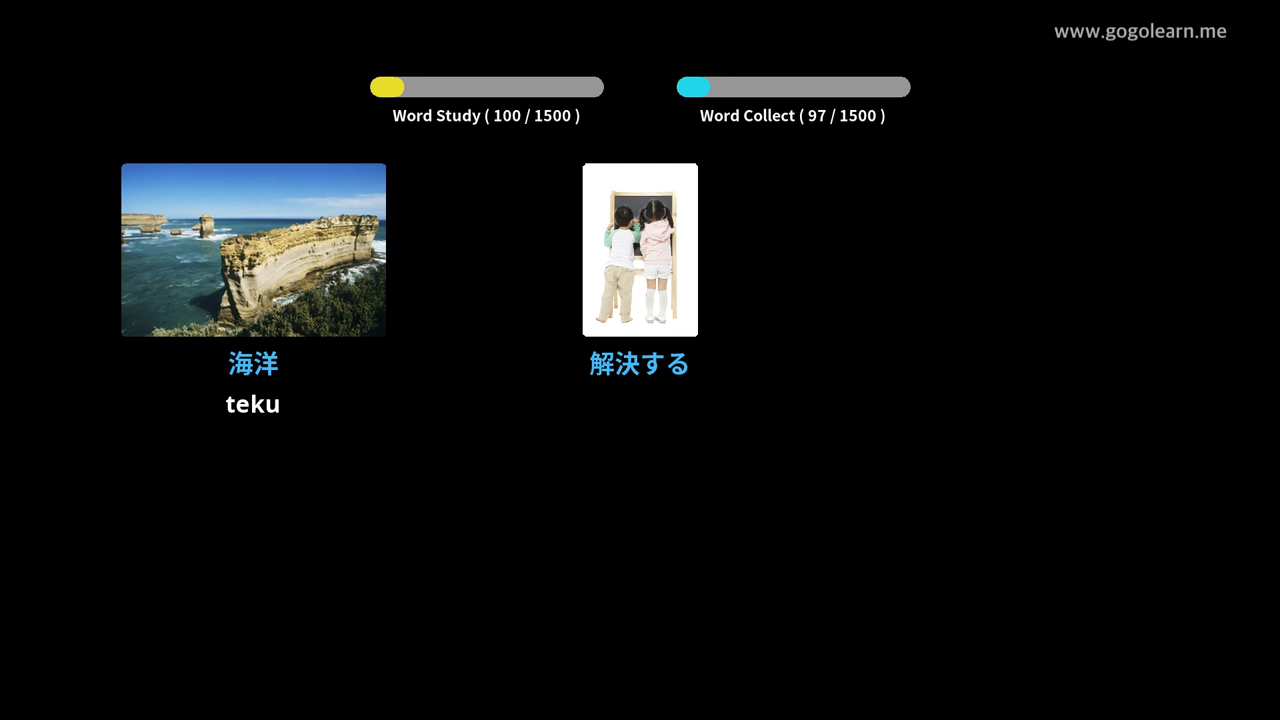 www.gogolearn.me
Word Study ( 100 / 1500 )
Word Collect ( 97 / 1500 )
海洋
teku
解決する